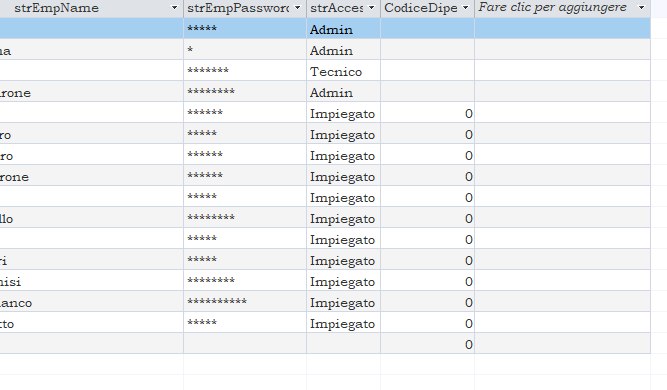 strEmpName strEmpPassword strAcces CodiceDipe Fare clic per aggiungere
***** Admin
na * Admin
******* Tecnico
rone ******** Admin
****** Impiegato 0
ro ***** Impiegato 0
ro ****** Impiegato 0
rone ****** Impiegato 0
***** Impiegato 0
llo ******** Impiegato 0
***** Impiegato 0
ri ***** Impiegato 0
nisi ******** Impiegato 0
ianco ********** Impiegato 0
tto ***** Impiegato 0
0